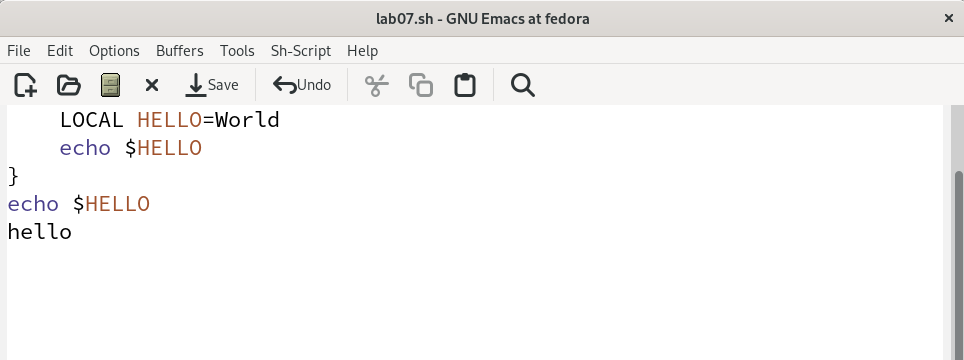 lab07.sh - GNU Emacs at fedora
File Edit Options Buffers Tools Sh-Script Help
Save Undo
LOCAL HELLO=World
echo $HELLO
}
echo $HELLO
hello